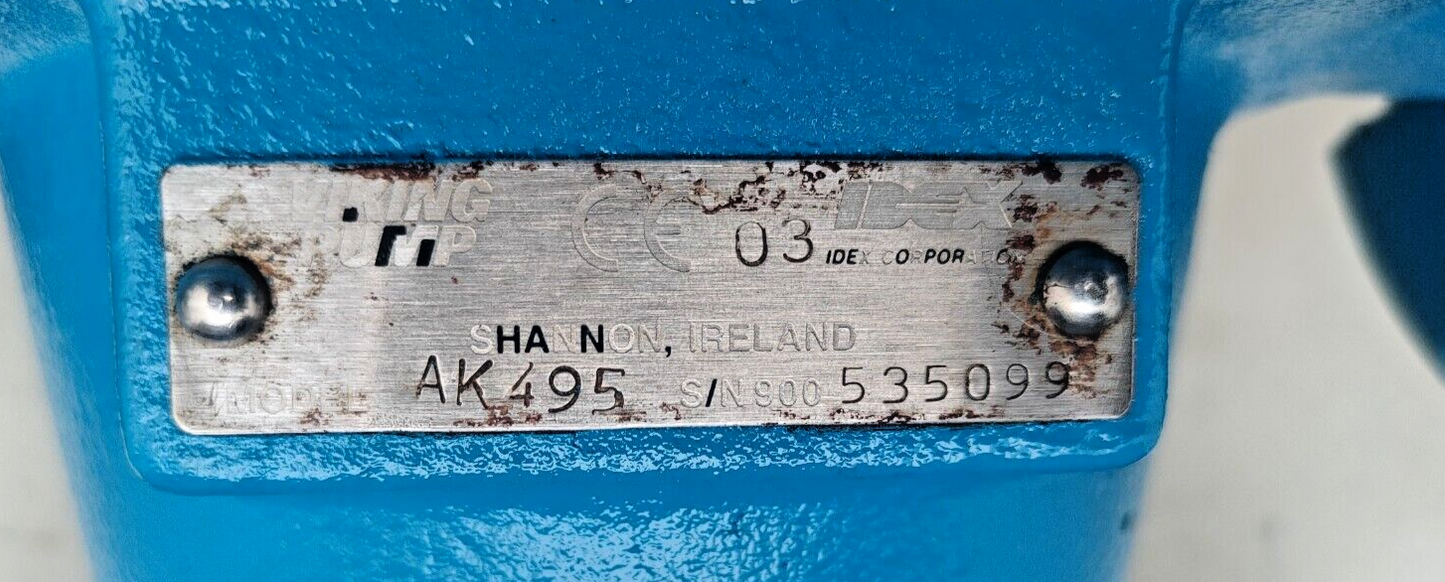 VIKING
PUMP
CE 03
IDEX
IDEX CORPORATION
SHANNON, IRELAND
MODEL AK495 S/N 900 535099